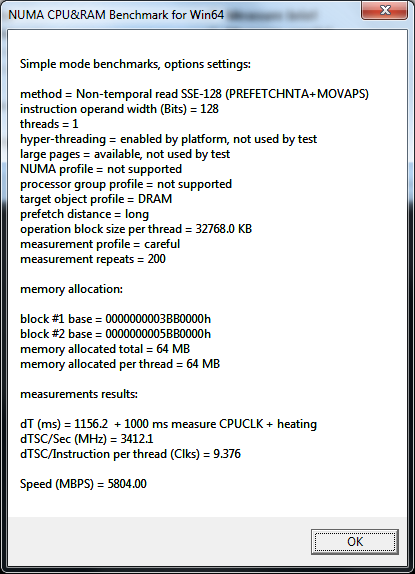 NUMA CPU&RAM Benchmark for Win64
Simple mode benchmarks, options settings:
method = Non-temporal read SSE-128 (PREFETCHNTA+MOVAPS)
instruction operand width (Bits) = 128
threads = 1
hyper-threading = enabled by platform, not used by test
large pages = available, not used by test
NUMA profile = not supported
processor group profile = not supported
target object profile = DRAM
prefetch distance = long
operation block size per thread = 32768.0 KB
measurement profile = careful
measurement repeats = 200
memory allocation:
block #1 base = 0000000003BB0000h
block #2 base = 0000000005BB0000h
memory allocated total = 64 MB
memory allocated per thread = 64 MB
measurements results:
dT (ms) = 1156.2  + 1000 ms measure CPUCLK + heating
dTSC/Sec (MHz) = 3412.1
dTSC/Instruction per thread (Clks) = 9.376
Speed (MBPS) = 5804.00
OK